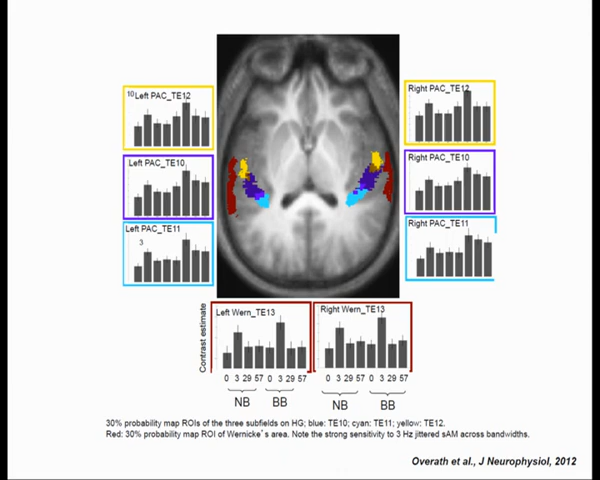 10 Left PAC_TE12
Right PAC_TE12
Left PAC_TE10
Right PAC_TE10
Left PAC_TE11
3
Right PAC_TE11
Contrast estimate
Left Wern_TE13
Right Wern_TE13
0 3 29 57 0 3 29 57
0 3 29 57 0 3 29 57
NB BB
NB BB
30% probability map ROIs of the three subfields on HG; blue: TE10; cyan: TE11; yellow: TE12.
Red: 30% probability map ROI of Wernicke´s area. Note the strong sensitivity to 3 Hz jittered sAM across bandwidths.
Overath et al., J Neurophysiol, 2012